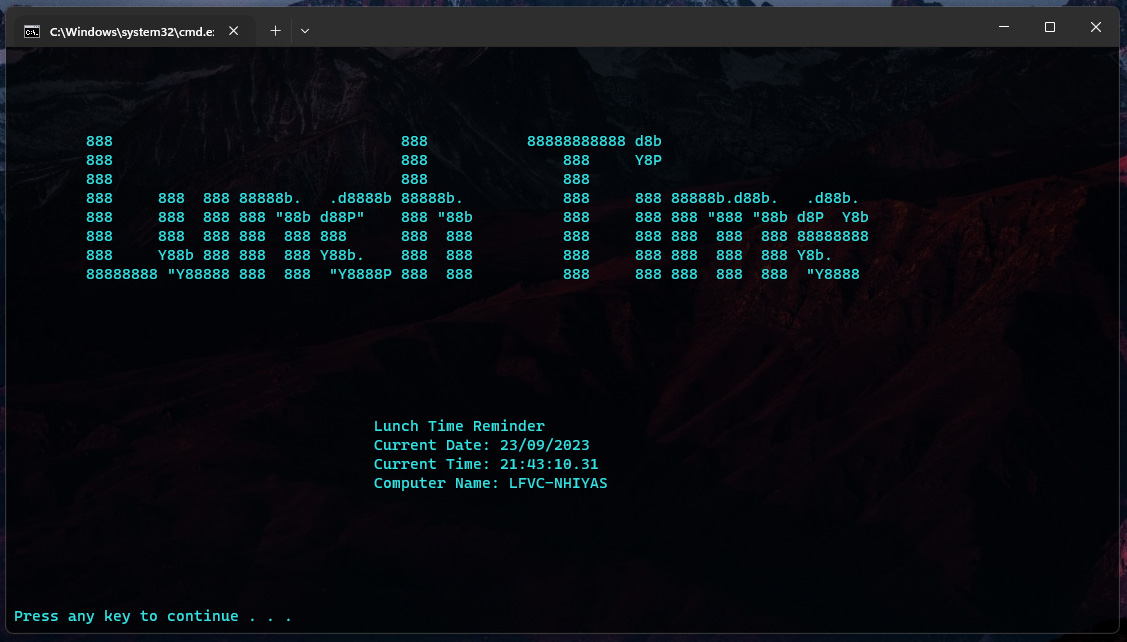 C:\Windows\system32\cmd.e
888                                888           88888888888 d8b
888                                888               888     Y8P
888                                888               888
888     888  888 88888b.   .d8888b 88888b.           888     888 88888b.d88b.   .d88b.
888     888  888 888 "88b d88P"    888 "88b          888     888 888 "888 "88b d8P  Y8b
888     888  888 888  888 888      888  888          888     888 888  888  888 88888888
888     Y88b 888 888  888 Y88b.    888  888          888     888 888  888  888 Y8b.
88888888 "Y88888 888  888  "Y8888P 888  888          888     888 888  888  888  "Y8888
Lunch Time Reminder
Current Date: 23/09/2023
Current Time: 21:43:10.31
Computer Name: LFVC-NHIYAS
Press any key to continue . . .